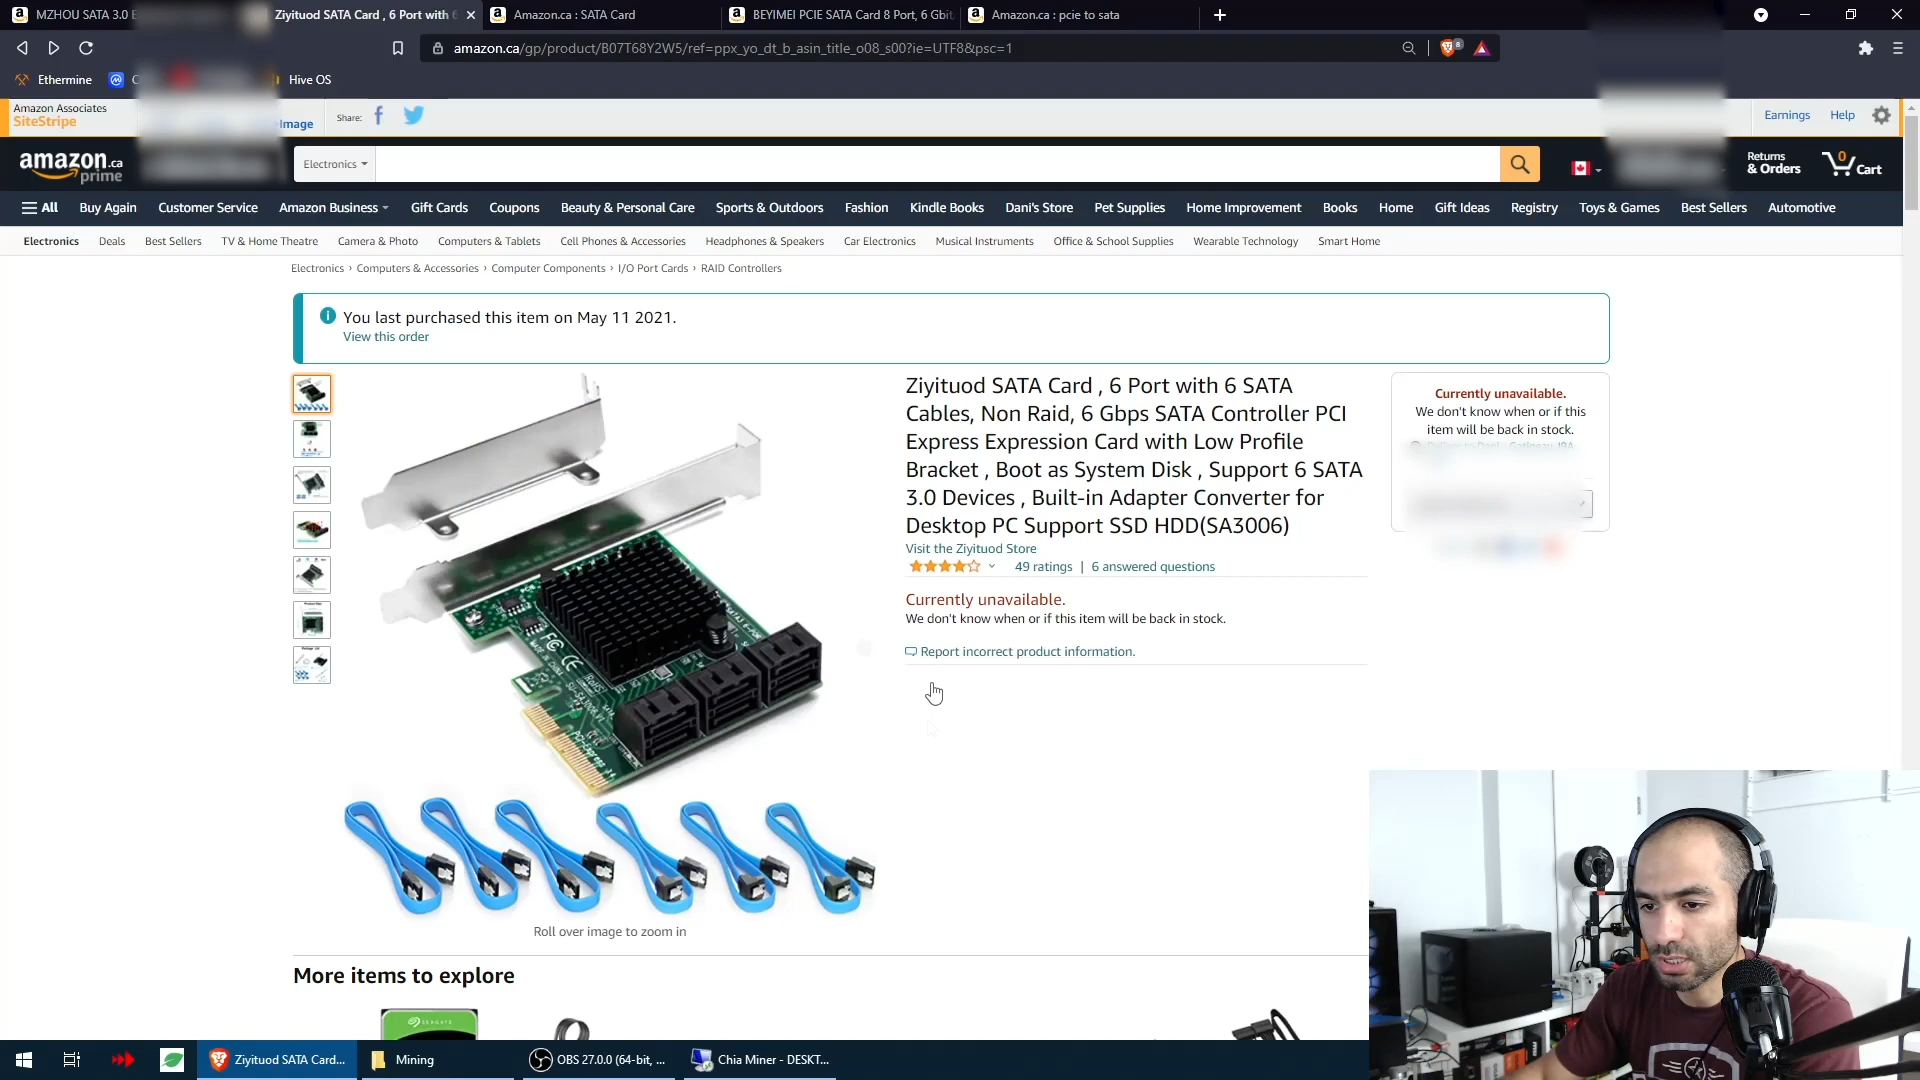 MZHOU SATA 3.0 E
Ziyituod SATA Card , 6 Port with 6
Amazon.ca : SATA Card
BEYIMEI PCIE SATA Card 8 Port, 6 Gbit
Amazon.ca : pcie to sata
amazon.ca/gp/product/B07T68Y2W5/ref=ppx_yo_dt_b_asin_title_o08_s00?ie=UTF8&psc=1
Ethermine
Hive OS
Amazon Associates
SiteStripe
Image
Share:
Earnings
Help
amazon.ca
prime
Electronics
Returns
& Orders
0
Cart
All Buy Again Customer Service Amazon Business Gift Cards Coupons Beauty & Personal Care Sports & Outdoors Fashion Kindle Books Dani's Store Pet Supplies Home Improvement Books Home Gift Ideas Registry Toys & Games Best Sellers Automotive
Electronics Deals Best Sellers TV & Home Theatre Camera & Photo Computers & Tablets Cell Phones & Accessories Headphones & Speakers Car Electronics Musical Instruments Office & School Supplies Wearable Technology Smart Home
Electronics › Computers & Accessories › Computer Components › I/O Port Cards › RAID Controllers
You last purchased this item on May 11 2021.
View this order
Ziyituod SATA Card , 6 Port with 6 SATA
Cables, Non Raid, 6 Gbps SATA Controller PCI
Express Expression Card with Low Profile
Bracket , Boot as System Disk , Support 6 SATA
3.0 Devices , Built-in Adapter Converter for
Desktop PC Support SSD HDD(SA3006)
Visit the Ziyituod Store
49 ratings | 6 answered questions
Currently unavailable.
We don't know when or if this item will be back in stock.
Report incorrect product information.
Currently unavailable.
We don't know when or if this
item will be back in stock.
Roll over image to zoom in
More items to explore
SEAGATE
Ziyituod SATA Card...
Mining
OBS 27.0.0 (64-bit, ...
Chia Miner - DESKT...